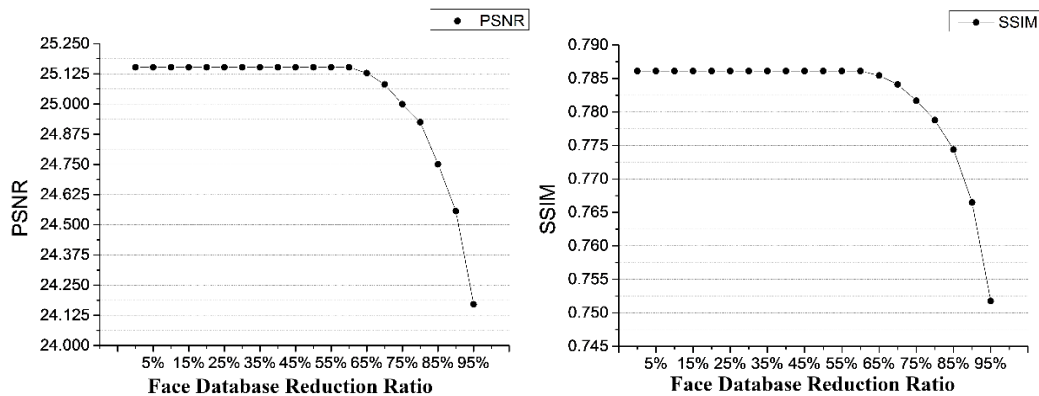 PSNR
25.250
25.125
25.000
24.875
24.750
24.625
24.500
24.375
24.250
24.125
24.000
PSNR
5% 15% 25% 35% 45% 55% 65% 75% 85% 95%
Face Database Reduction Ratio
SSIM
0.790
0.785
0.780
0.775
0.770
0.765
0.760
0.755
0.750
0.745
SSIM
5% 15% 25% 35% 45% 55% 65% 75% 85% 95%
Face Database Reduction Ratio